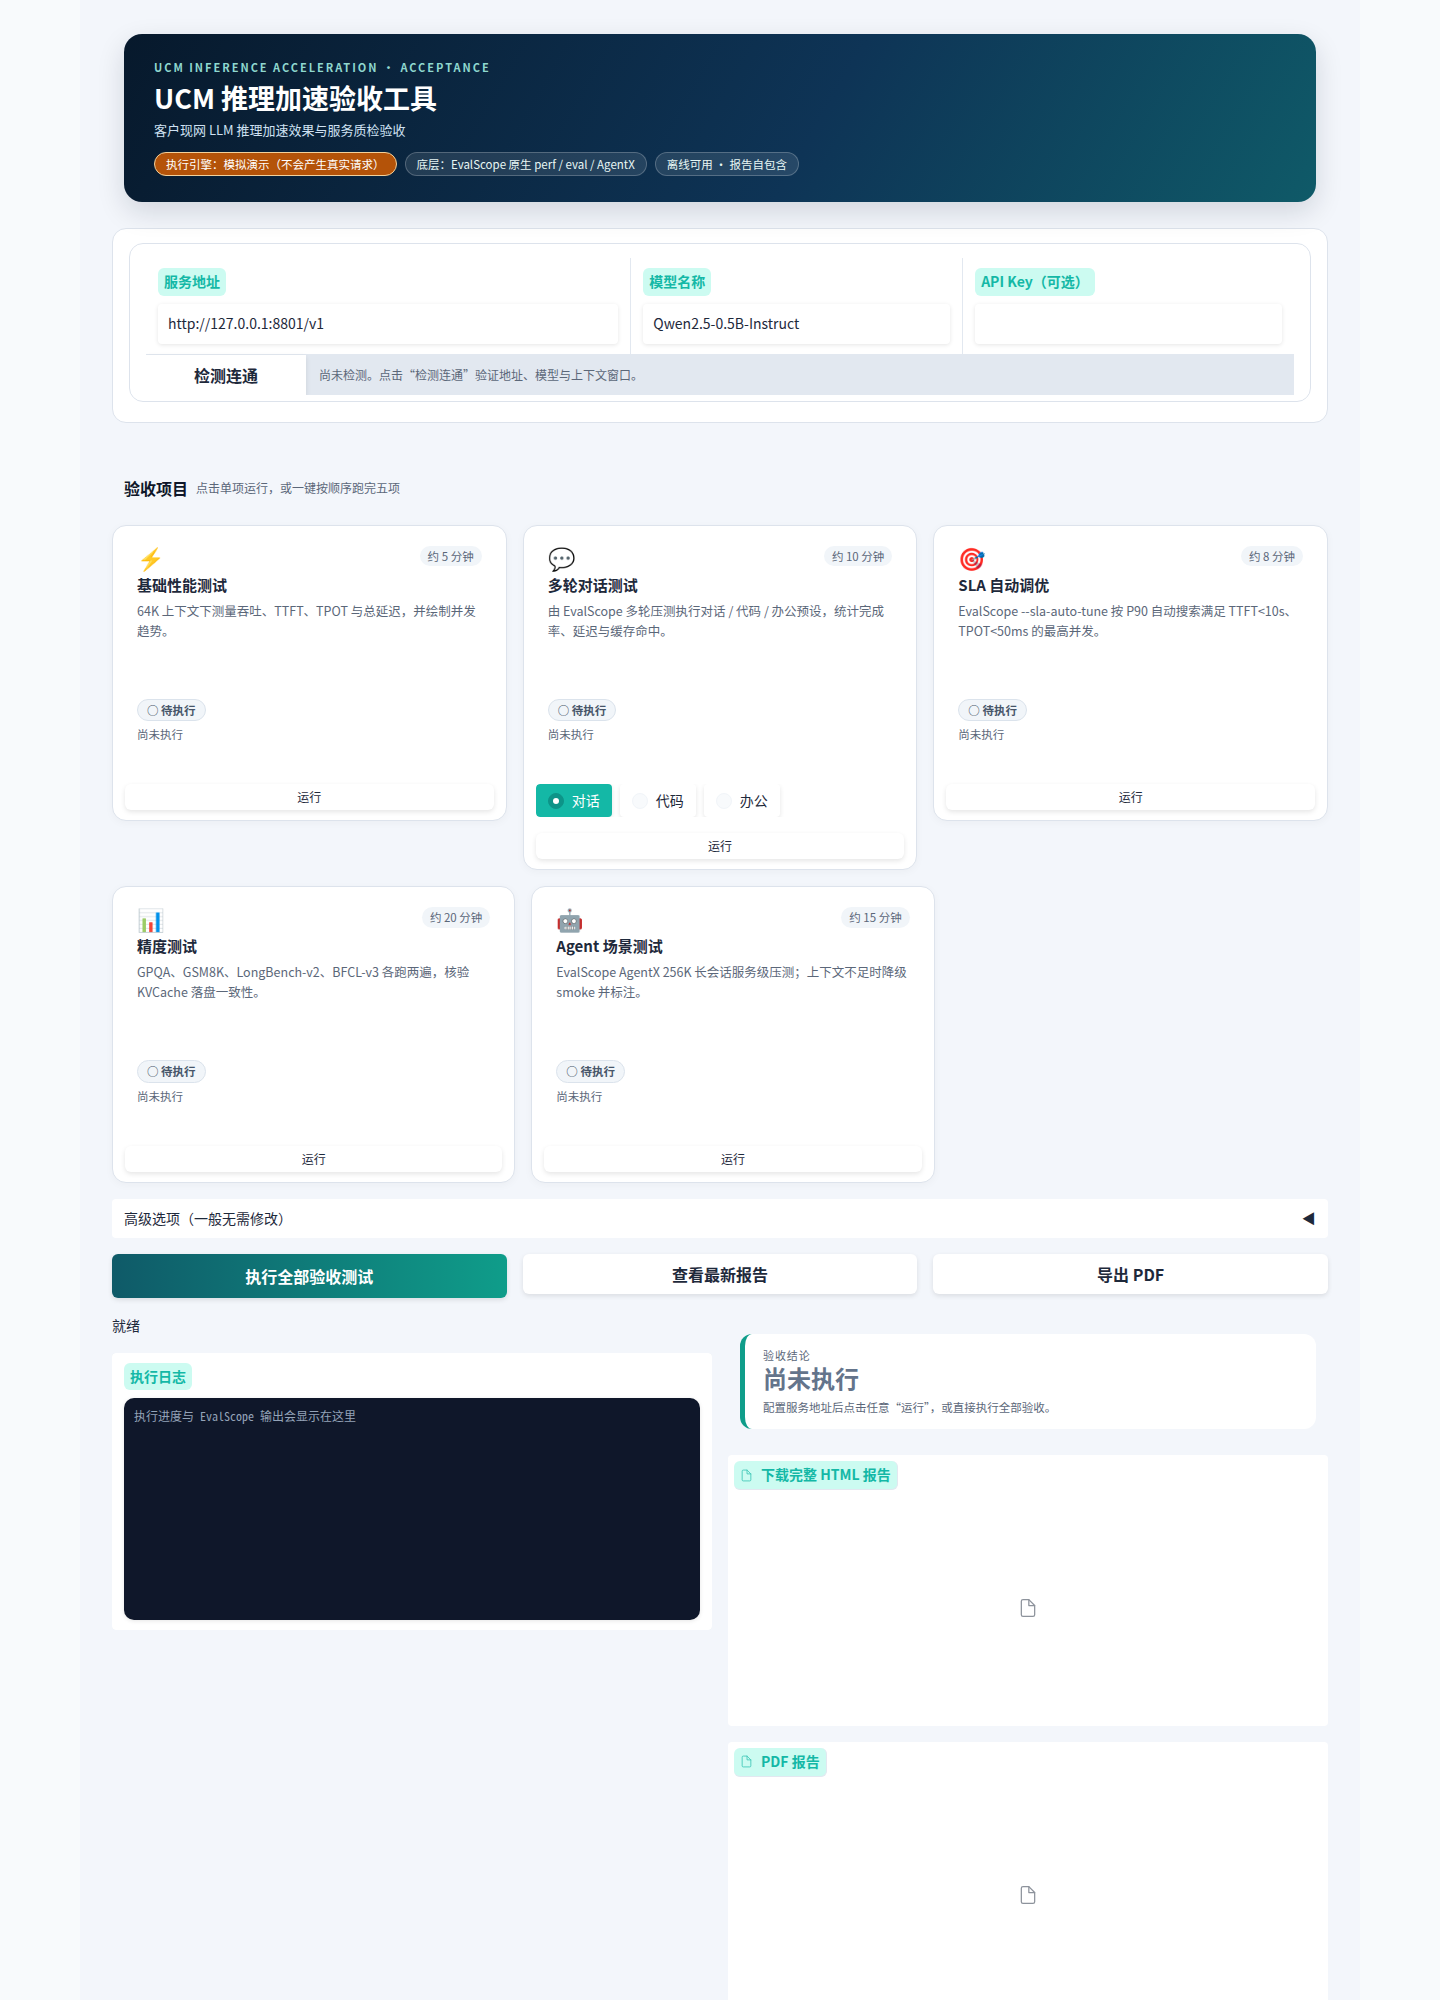 UCM INFERENCE ACCELERATION · ACCEPTANCE
UCM 推理加速验收工具
客户现网 LLM 推理加速效果与服务质检验收
执行引擎：模拟演示（不会产生真实请求）
底层：EvalScope 原生 perf / eval / AgentX
离线可用 · 报告自包含
服务地址
http://127.0.0.1:8801/v1
模型名称
Qwen2.5-0.5B-Instruct
API Key（可选）
检测连通
尚未检测。点击“检测连通”验证地址、模型与上下文窗口。
验收项目 点击单项运行，或一键按顺序跑完五项
约 5 分钟
基础性能测试
64K 上下文下测量吞吐、TTFT、TPOT 与总延迟，并绘制并发
趋势。
待执行
尚未执行
运行
约 10 分钟
多轮对话测试
由 EvalScope 多轮压测执行对话 / 代码 / 办公预设，统计完成
率、延迟与缓存命中。
待执行
尚未执行
对话
代码
办公
运行
约 8 分钟
SLA 自动调优
EvalScope --sla-auto-tune 按 P90 自动搜索满足 TTFT<10s、
TPOT<50ms 的最高并发。
待执行
尚未执行
运行
约 20 分钟
精度测试
GPQA、GSM8K、LongBench-v2、BFCL-v3 各跑两遍，核验
KVCache 落盘一致性。
待执行
尚未执行
运行
约 15 分钟
Agent 场景测试
EvalScope AgentX 256K 长会话服务级压测；上下文不足时降级
smoke 并标注。
待执行
尚未执行
运行
高级选项（一般无需修改）
执行全部验收测试
查看最新报告
导出 PDF
就绪
执行日志
执行进度与 EvalScope 输出会显示在这里
验收结论
尚未执行
配置服务地址后点击任意“运行”，或直接执行全部验收。
下载完整 HTML 报告
PDF 报告